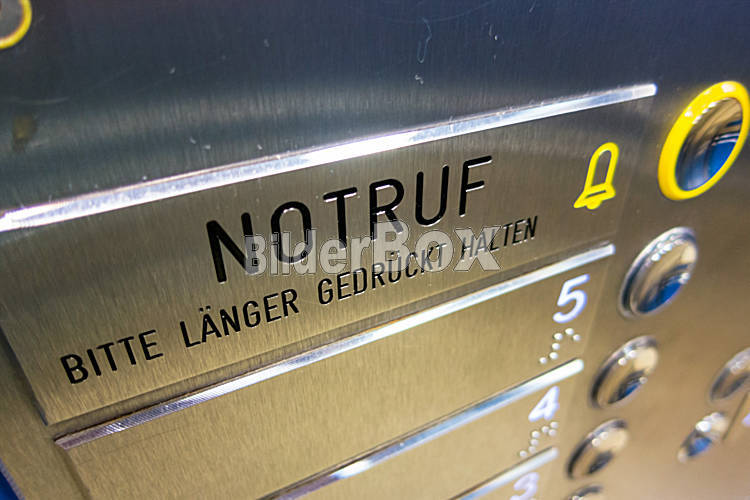 NOTRUF
BITTE LÄNGER GEDRÜCKT HALTEN
BilderBox
5
4
3